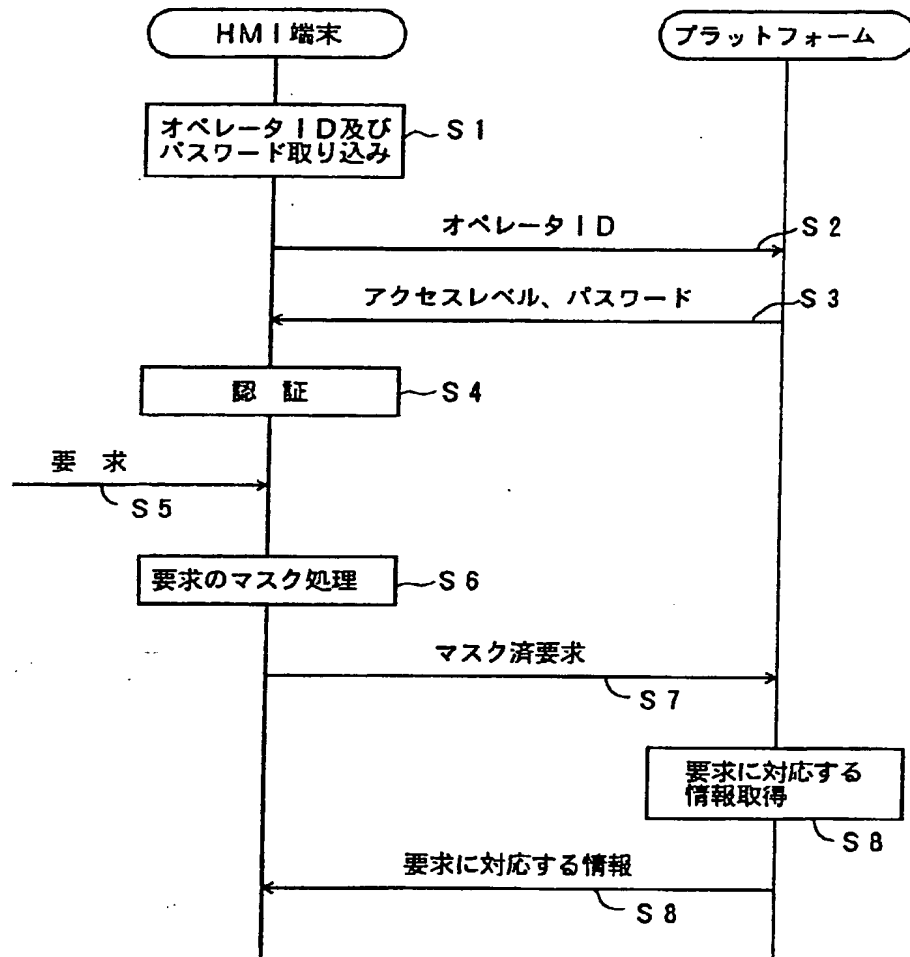 HMI端末
プラットフォーム
オペレータID及び
パスワード取り込み
S1
オペレータID
S2
アクセスレベル、パスワード
S3
認 証
S4
要 求
S5
要求のマスク処理
S6
マスク済要求
S7
要求に対応する
情報取得
S8
要求に対応する情報
S8